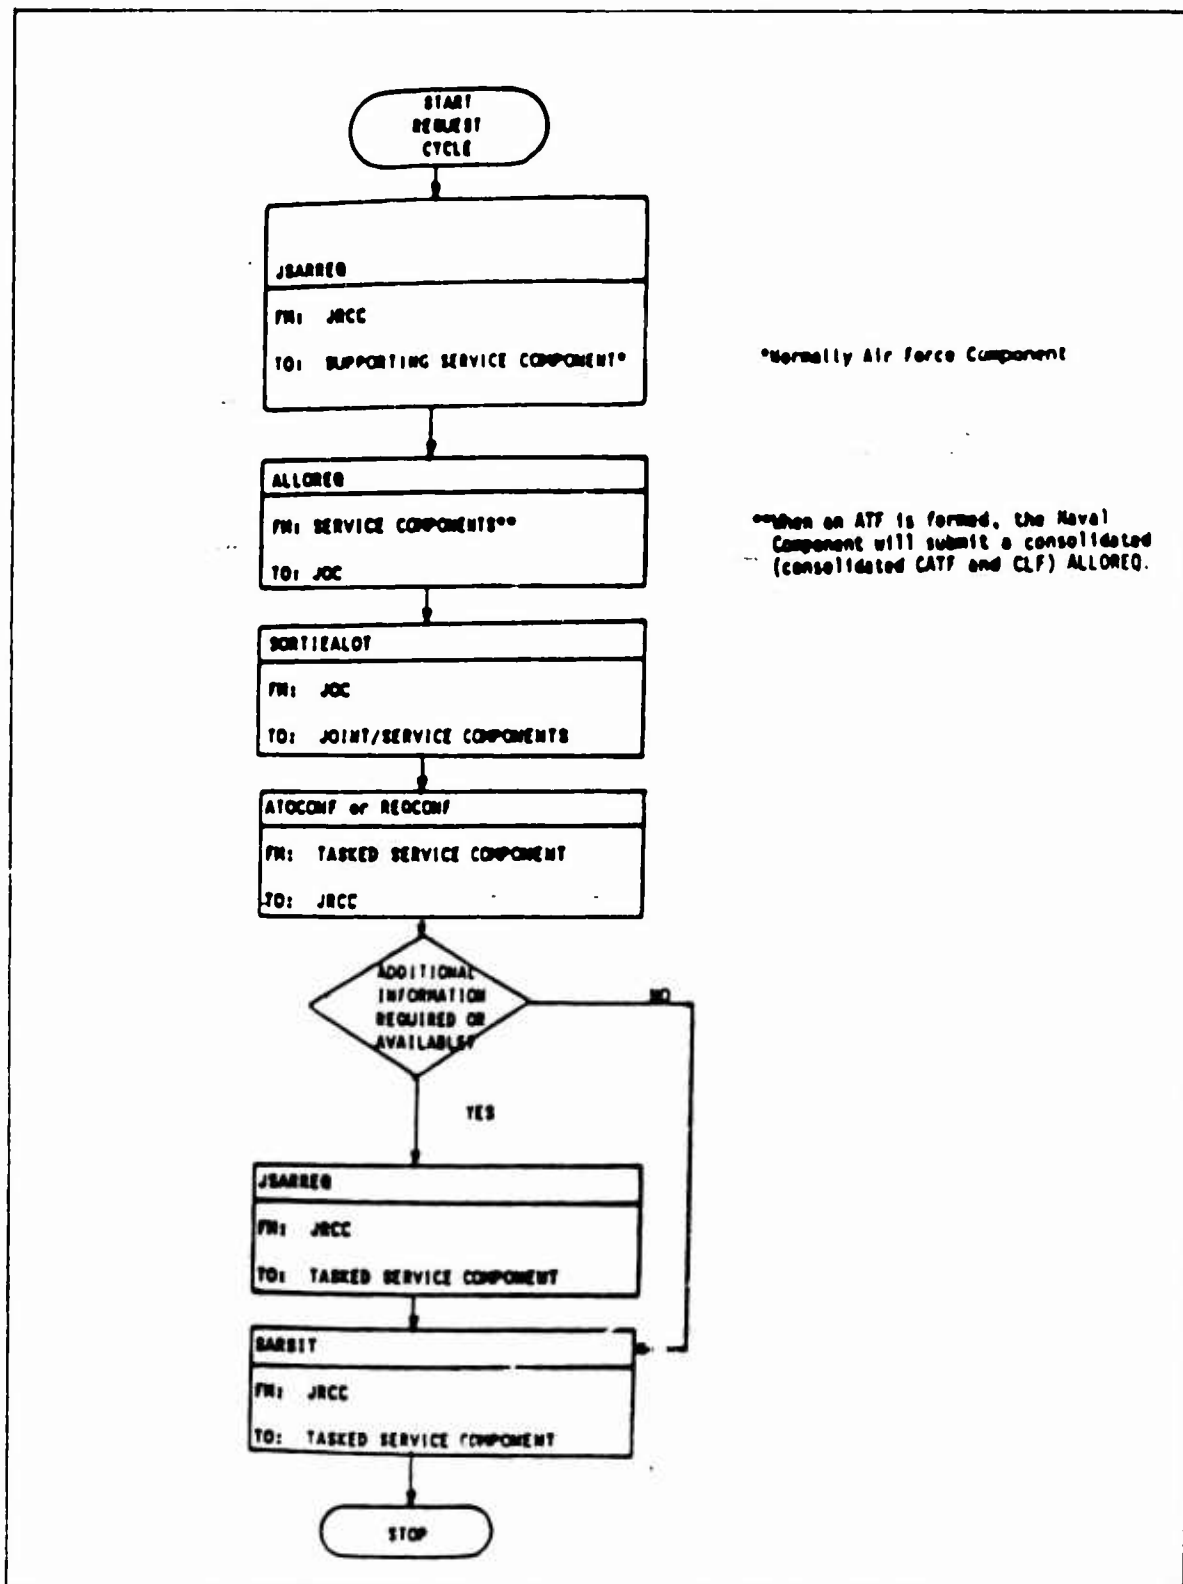 START
REQUEST
CYCLE
JSARREQ
FM: JRCC
TO: SUPPORTING SERVICE COMPONENT*
*Normally Air Force Component
ALLOREQ
FM: SERVICE COMPONENTS**
TO: JOC
**When an ATF is formed, the Naval
Component will submit a consolidated
(consolidated CATF and CLF) ALLOREQ.
SORTIEALOT
FM: JOC
TO: JOINT/SERVICE COMPONENTS
ATOCONF or REQCONF
FM: TASKED SERVICE COMPONENT
TO: JRCC
ADDITIONAL
INFORMATION
REQUIRED OR
AVAILABLE?
NO
YES
JSARREQ
FM: JRCC
TO: TASKED SERVICE COMPONENT
SARSIT
FM: JRCC
TO: TASKED SERVICE COMPONENT
STOP